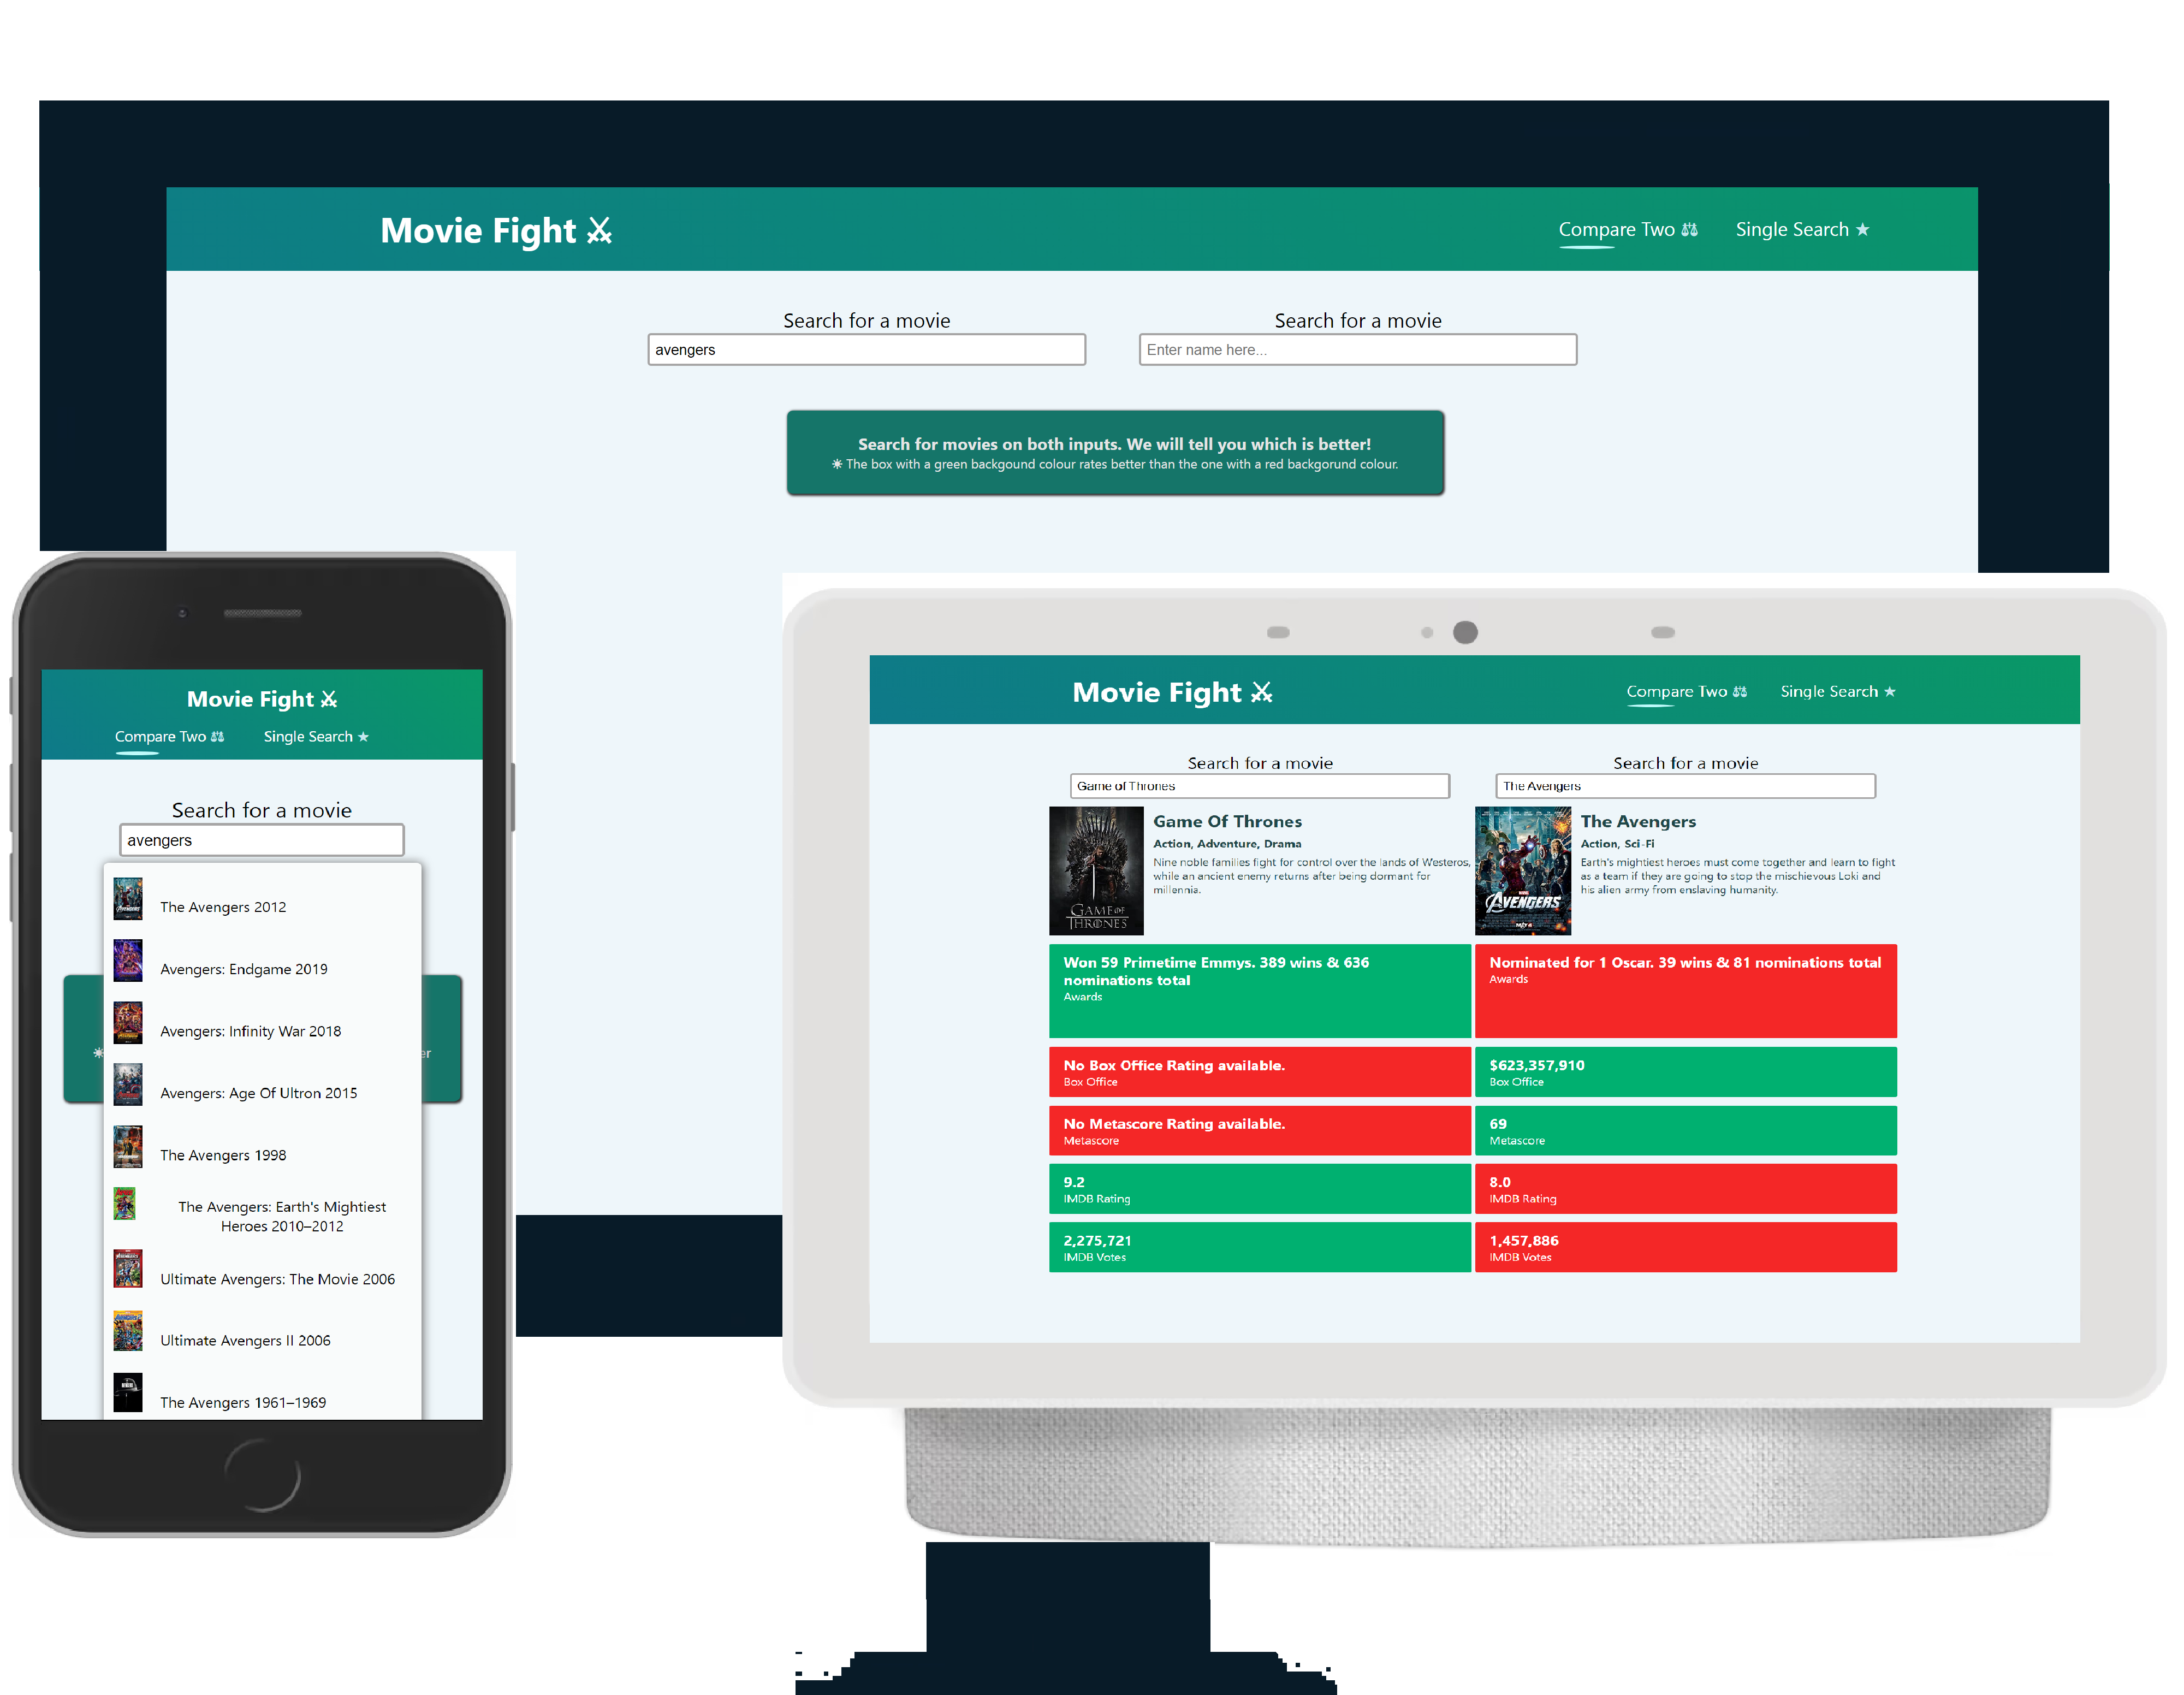 Movie Fight ⚔
Compare Two ⚖ Single Search ★
Search for a movie
avengers
Search for a movie
Enter name here...
Search for movies on both inputs. We will tell you which is better!
☀ The box with a green backgound colour rates better than the one with a red backgorund colour.
Movie Fight ⚔
Compare Two ⚖ Single Search ★
Search for a movie
avengers
The Avengers 2012
Avengers: Endgame 2019
Avengers: Infinity War 2018
Avengers: Age Of Ultron 2015
The Avengers 1998
The Avengers: Earth's Mightiest
Heroes 2010–2012
Ultimate Avengers: The Movie 2006
Ultimate Avengers II 2006
The Avengers 1961–1969
Movie Fight ⚔
Compare Two ⚖ Single Search ★
Search for a movie
Game of Thrones
Search for a movie
The Avengers
GAME OF
THRONES
Game Of Thrones
Action, Adventure, Drama
Nine noble families fight for control over the lands of Westeros,
while an ancient enemy returns after being dormant for
millennia.
AVENGERS
The Avengers
Action, Sci-Fi
Earth's mightiest heroes must come together and learn to fight
as a team if they are going to stop the mischievous Loki and
his alien army from enslaving humanity.
Won 59 Primetime Emmys. 389 wins & 636
nominations total
Awards
Nominated for 1 Oscar. 39 wins & 81 nominations total
Awards
No Box Office Rating available.
Box Office
$623,357,910
Box Office
No Metascore Rating available.
Metascore
69
Metascore
9.2
IMDB Rating
8.0
IMDB Rating
2,275,721
IMDB Votes
1,457,886
IMDB Votes